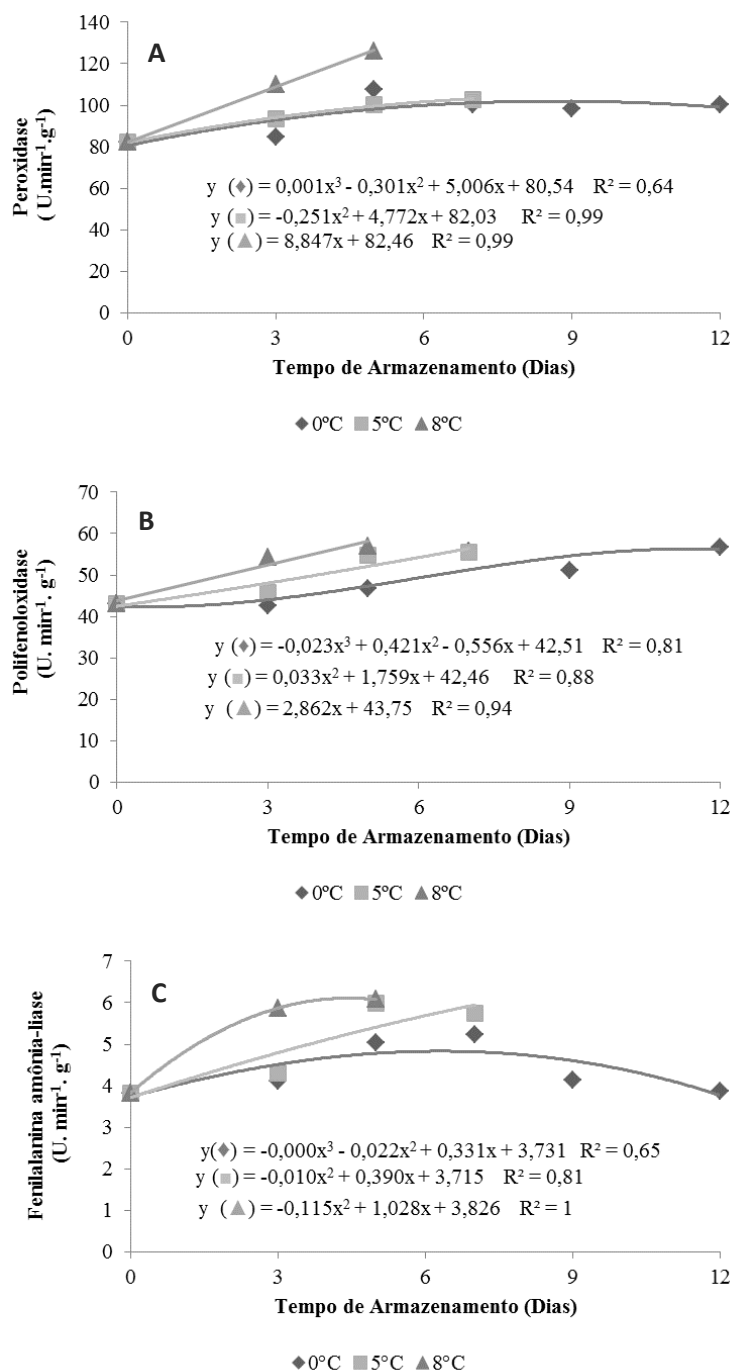 A
Peroxidase
( U.min⁻¹.g⁻¹)
140
120
100
80
60
40
20
0
y (♦) = 0,001x³ - 0,301x² + 5,006x + 80,54 R² = 0,64
y (■) = -0,251x² + 4,772x + 82,03 R² = 0,99
y (▲) = 8,847x + 82,46 R² = 0,99
0 3 6 9 12
Tempo de Armazenamento (Dias)
♦ 0ºC ■ 5ºC ▲ 8ºC
B
Polifenoloxidase
(U. min⁻¹. g⁻¹)
70
60
50
40
30
20
10
0
y (♦) = -0,023x³ + 0,421x² - 0,556x + 42,51 R² = 0,81
y (■) = 0,033x² + 1,759x + 42,46 R² = 0,88
y (▲) = 2,862x + 43,75 R² = 0,94
0 3 6 9 12
Tempo de Armazenamento (Dias)
♦ 0ºC ■ 5ºC ▲ 8ºC
C
Fenilalanina amônia-liase
(U. min⁻¹. g⁻¹)
7
6
5
4
3
2
1
0
y(♦) = -0,000x³ - 0,022x² + 0,331x + 3,731 R² = 0,65
y (■) = -0,010x² + 0,390x + 3,715 R² = 0,81
y (▲) = -0,115x² + 1,028x + 3,826 R² = 1
0 3 6 9 12
Tempo de Armazenamento (Dias)
♦ 0°C ■ 5°C ▲ 8°C